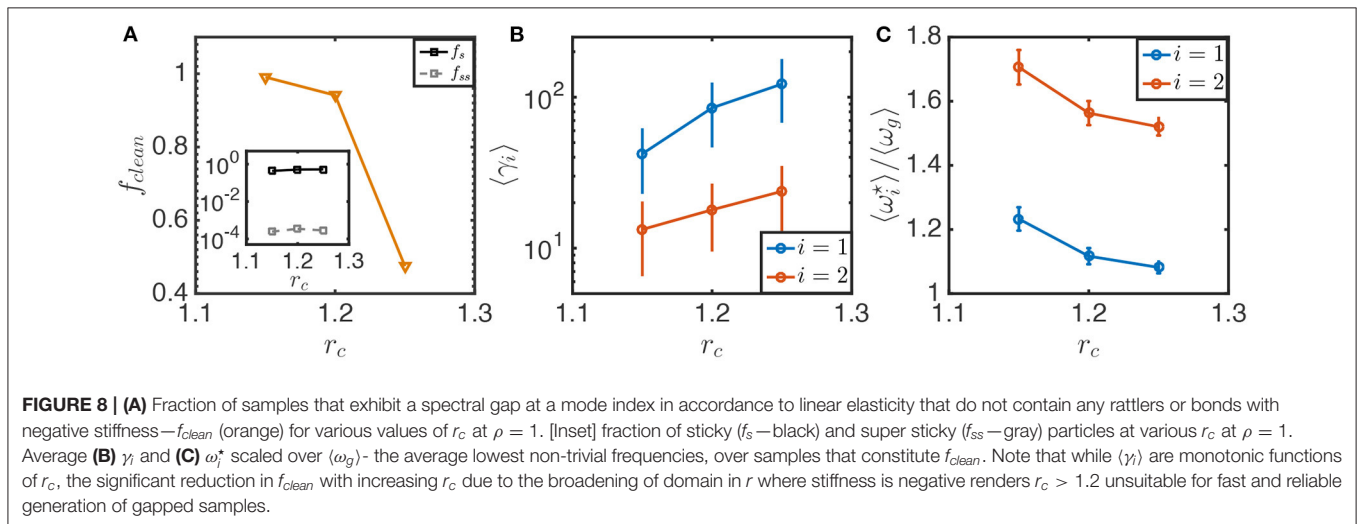 A
1
0.8
0.6
0.4
f_clean
f_s
f_ss
10^0
10^-2
10^-4
1.1 1.2 1.3
r_c
1.1 1.2 1.3
r_c
B
10^2
10^1
⟨γ_i⟩
i = 1
i = 2
1.1 1.2 1.3
r_c
C
1.8
1.6
1.4
1.2
1
⟨ω_i^⋆⟩/⟨ω_g⟩
i = 1
i = 2
1.1 1.2 1.3
r_c
FIGURE 8 | (A) Fraction of samples that exhibit a spectral gap at a mode index in accordance to linear elasticity that do not contain any rattlers or bonds with
negative stiffness—f_clean (orange) for various values of r_c at ρ = 1. [Inset] fraction of sticky (f_s—black) and super sticky (f_ss—gray) particles at various r_c at ρ = 1.
Average (B) γ_i and (C) ω_i^⋆ scaled over ⟨ω_g⟩- the average lowest non-trivial frequencies, over samples that constitute f_clean. Note that while ⟨γ_i⟩ are monotonic functions
of r_c, the significant reduction in f_clean with increasing r_c due to the broadening of domain in r where stiffness is negative renders r_c > 1.2 unsuitable for fast and reliable
generation of gapped samples.